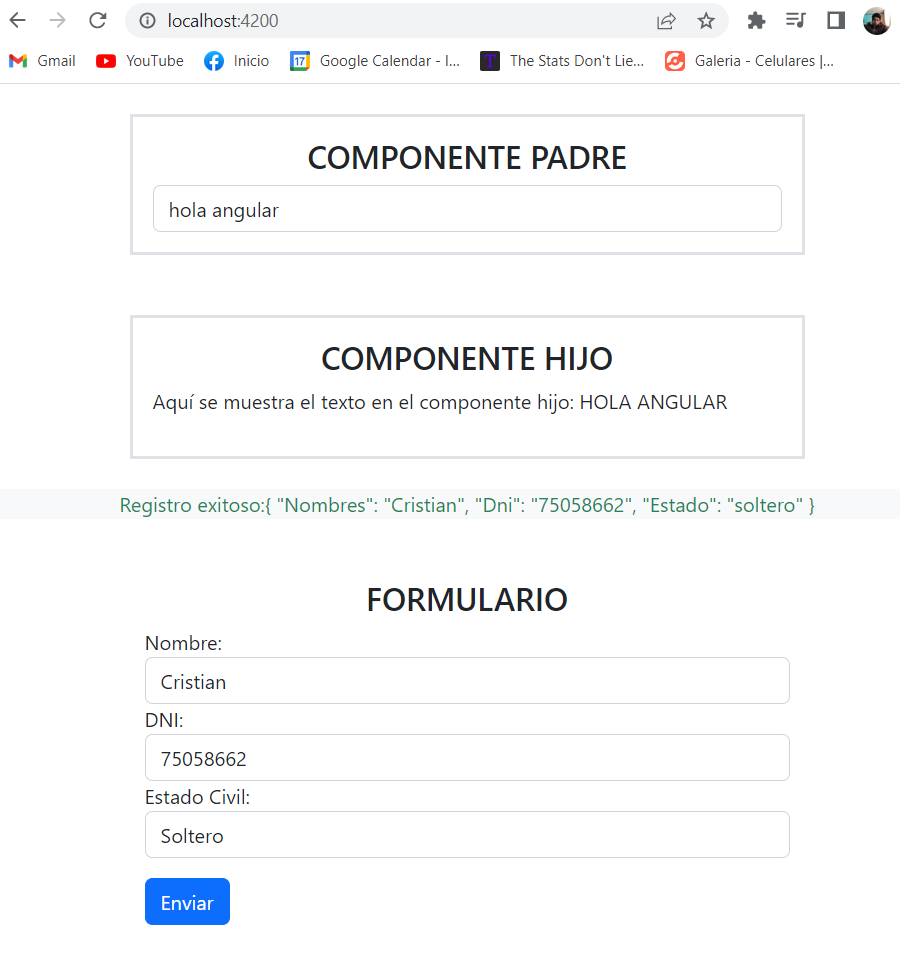 localhost:4200
Gmail YouTube Inicio 17 Google Calendar - I... T The Stats Don't Lie... Galeria - Celulares |...
COMPONENTE PADRE
hola angular
COMPONENTE HIJO
Aquí se muestra el texto en el componente hijo: HOLA ANGULAR
Registro exitoso:{ "Nombres": "Cristian", "Dni": "75058662", "Estado": "soltero" }
FORMULARIO
Nombre:
Cristian
DNI:
75058662
Estado Civil:
Soltero
Enviar